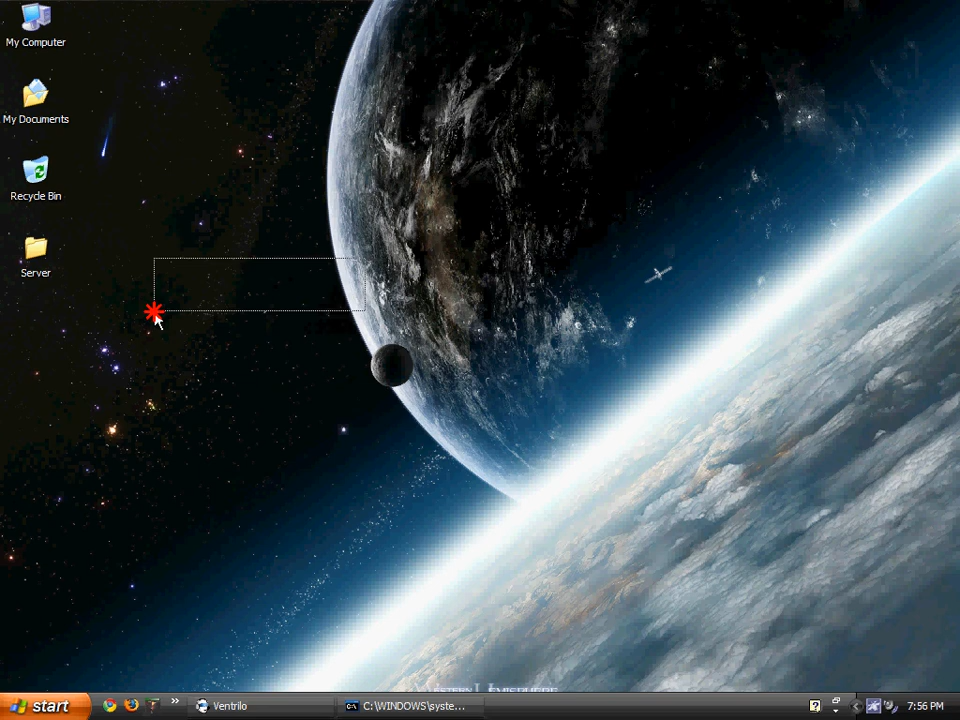 My Computer
My Documents
Recycle Bin
Server
start
Ventrilo
C:\WINDOWS\syste...
7:56 PM